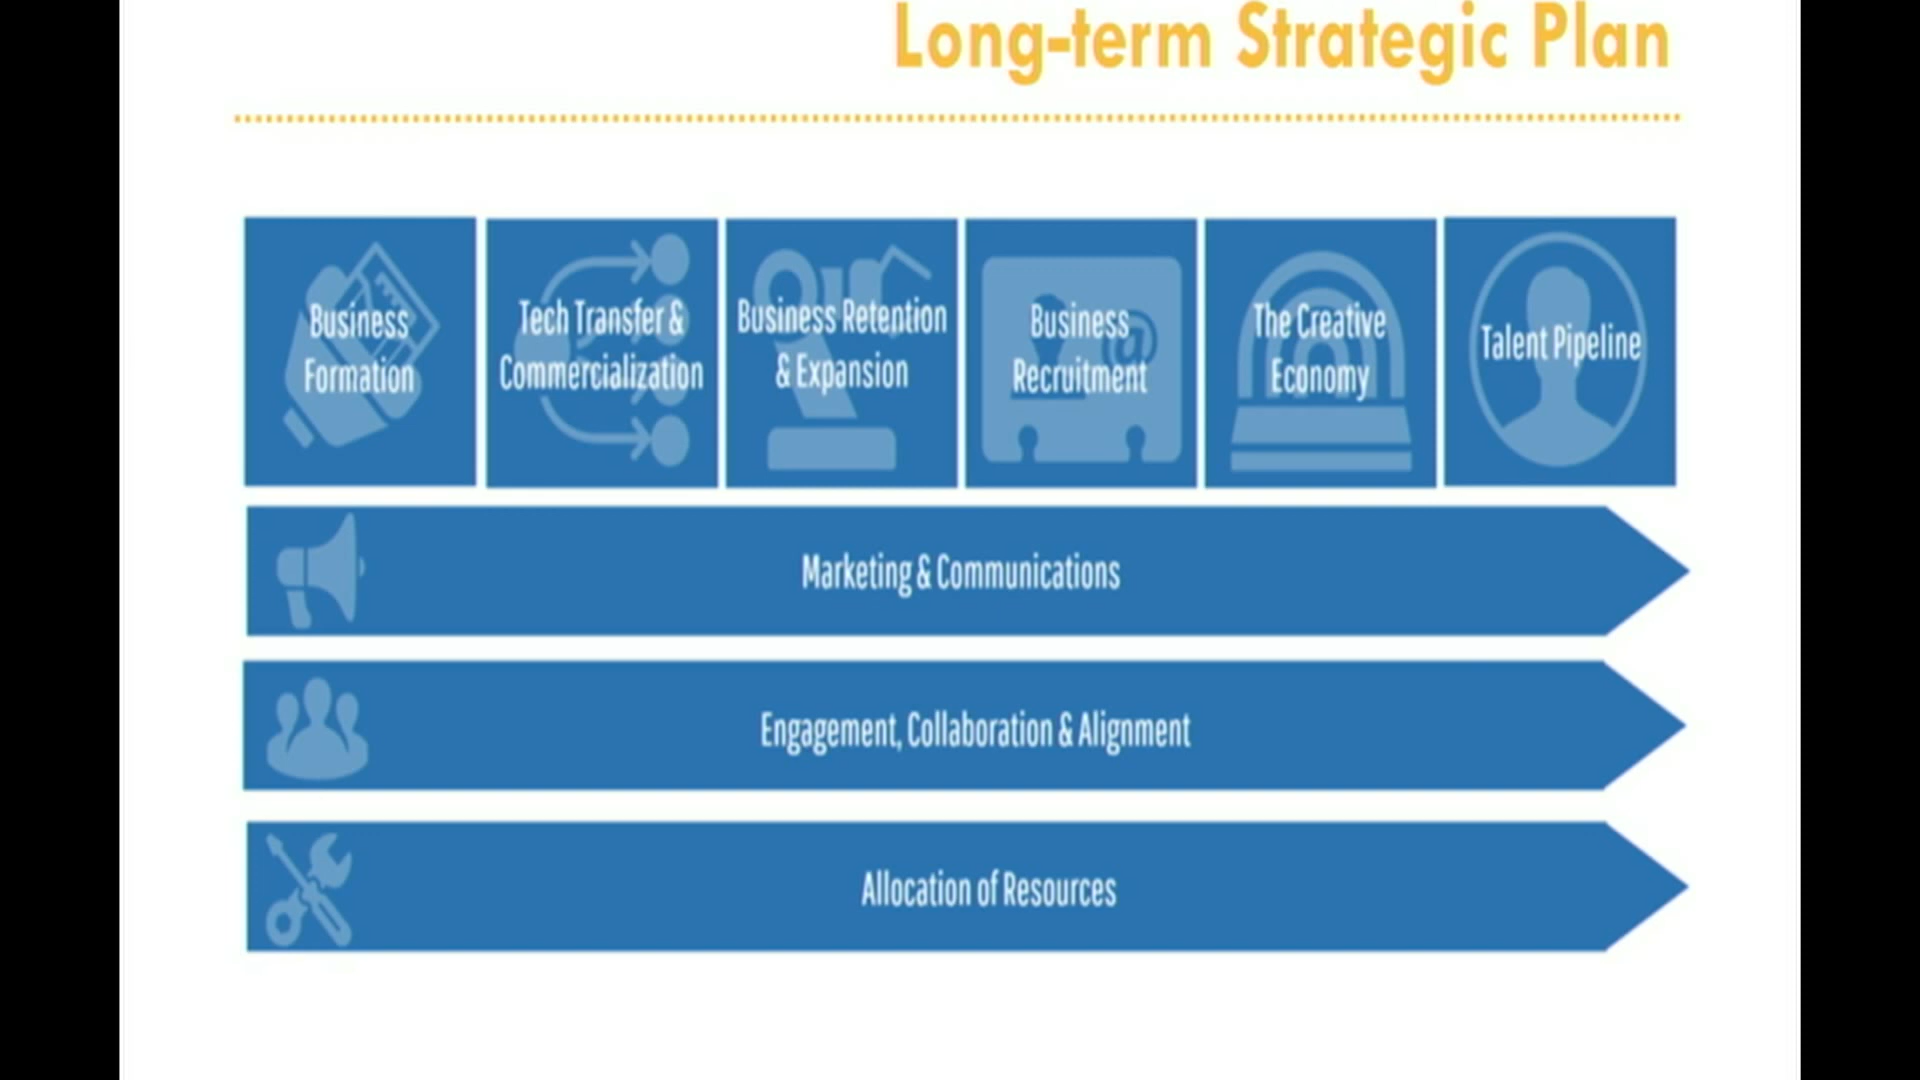 Long-term Strategic Plan
Business
Formation
Tech Transfer &
Commercialization
Business Retention
& Expansion
Business
Recruitment
@
The Creative
Economy
Talent Pipeline
Marketing & Communications
Engagement, Collaboration & Alignment
Allocation of Resources